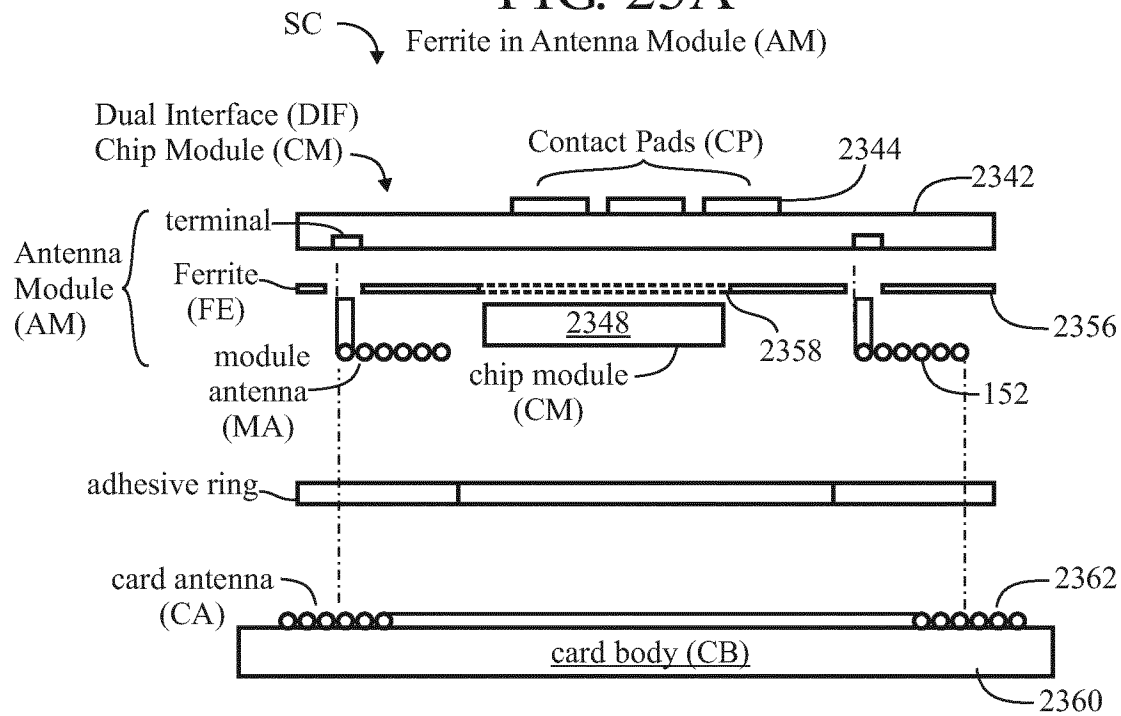 FIG. 23A
SC
Ferrite in Antenna Module (AM)
Dual Interface (DIF)
Chip Module (CM)
Contact Pads (CP)
2344
2342
terminal
Antenna
Module
(AM)
Ferrite
(FE)
2348
2358
2356
module
antenna
(MA)
chip module
(CM)
152
adhesive ring
card antenna
(CA)
2362
card body (CB)
2360